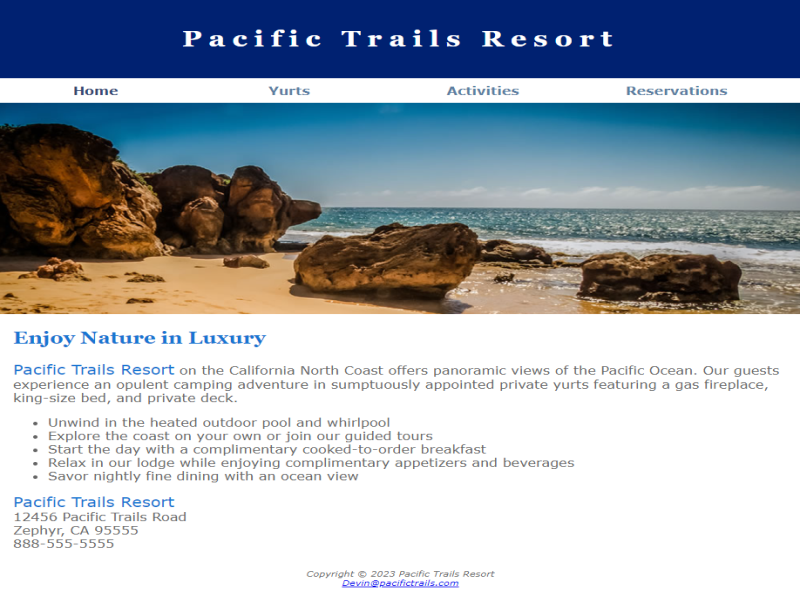 Pacific Trails Resort
Home Yurts Activities Reservations
Enjoy Nature in Luxury
Pacific Trails Resort on the California North Coast offers panoramic views of the Pacific Ocean. Our guests
experience an opulent camping adventure in sumptuously appointed private yurts featuring a gas fireplace,
king-size bed, and private deck.
• Unwind in the heated outdoor pool and whirlpool
• Explore the coast on your own or join our guided tours
• Start the day with a complimentary cooked-to-order breakfast
• Relax in our lodge while enjoying complimentary appetizers and beverages
• Savor nightly fine dining with an ocean view
Pacific Trails Resort
12456 Pacific Trails Road
Zephyr, CA 95555
888-555-5555
Copyright © 2023 Pacific Trails Resort
Devin@pacifictrails.com